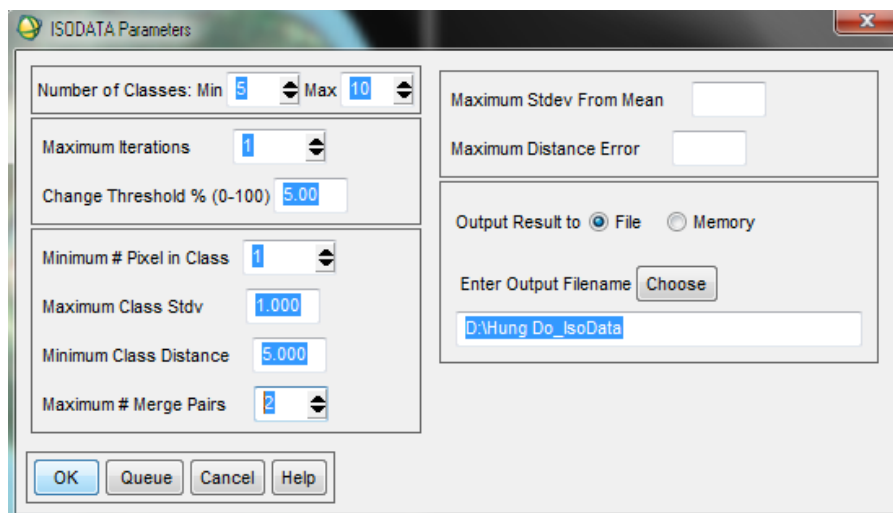 ISODATA Parameters
X
Number of Classes: Min 5 Max 10
Maximum Iterations 1
Change Threshold % (0-100) 5.00
Minimum # Pixel in Class 1
Maximum Class Stdv 1.000
Minimum Class Distance 5.000
Maximum # Merge Pairs 2
Maximum Stdev From Mean
Maximum Distance Error
Output Result to File Memory
Enter Output Filename Choose
D:\Hung Do_IsoData
OK Queue Cancel Help